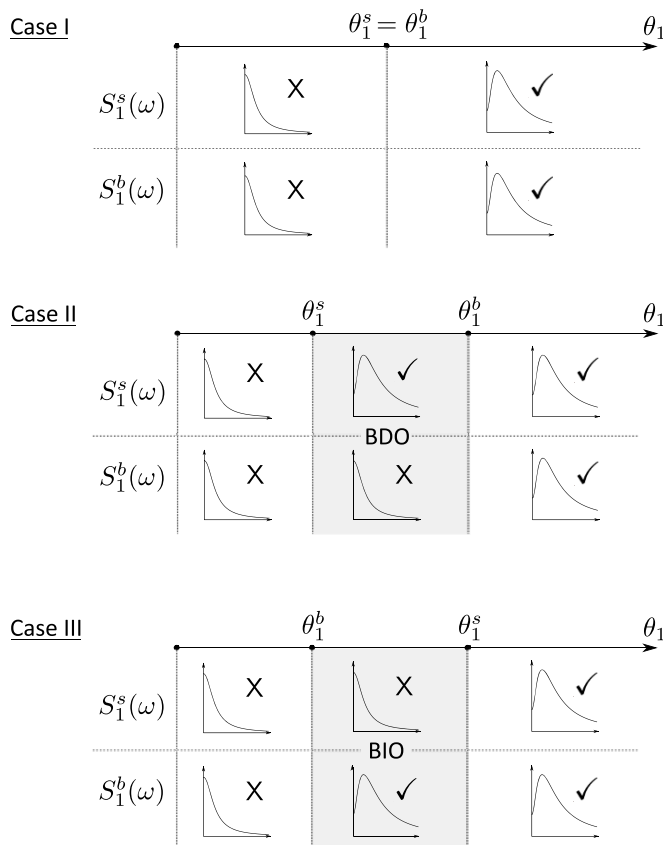 Case I
θ₁ˢ = θ₁ᵇ
θ₁
S₁ˢ(ω) X ✓
S₁ᵇ(ω) X ✓
Case II
θ₁ˢ θ₁ᵇ θ₁
S₁ˢ(ω) X ✓ ✓
BDO
S₁ᵇ(ω) X X ✓
Case III
θ₁ᵇ θ₁ˢ θ₁
S₁ˢ(ω) X X ✓
BIO
S₁ᵇ(ω) X ✓ ✓